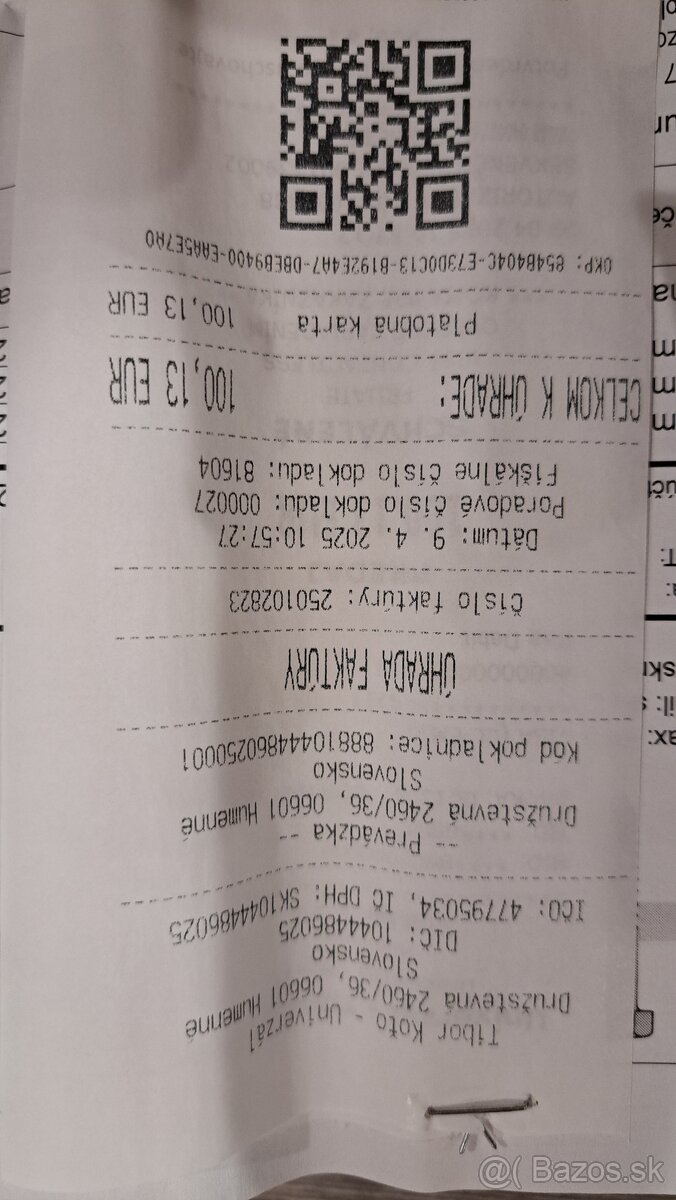 Tibor Koťo - Univerzál
Družstevná 2460/36, 06601 Humenné
Slovensko
DIČ: 1044486025
IČO: 47795034, IČ DPH: SK1044486025
-- Prevádzka --
Družstevná 2460/36, 06601 Humenné
Slovensko
Kód pokladnice: 88810444860250001
ÚHRADA FAKTÚRY
Číslo faktúry: 250102823
Dátum: 9. 4. 2025 10:57:27
Poradové číslo dokladu: 000027
Fiškálne číslo dokladu: 81604
CELKOM K ÚHRADE: 100,13 EUR
Platobná karta 100,13 EUR
OKP: 854B404C-E73D0C13-B192E4A7-DBEB9400-EAA5E7A0
@( Bazos.sk